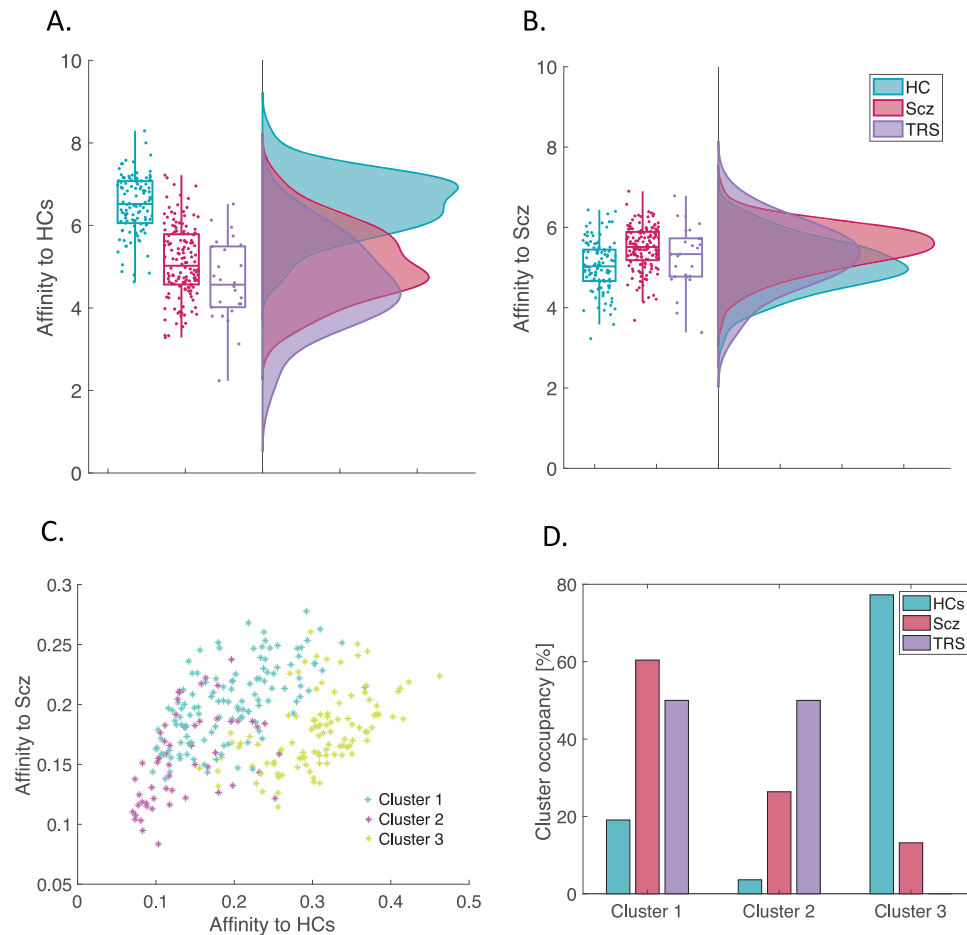 A.
10
8
6
4
2
0
Affinity to HCs
B.
10
8
6
4
2
0
Affinity to Scz
HC
Scz
TRS
C.
0.3
0.25
0.2
0.15
0.1
0.05
Affinity to Scz
0
0.1
0.2
0.3
0.4
0.5
Affinity to HCs
Cluster 1
Cluster 2
Cluster 3
D.
80
60
40
20
0
Cluster occupancy [%]
HCs
Scz
TRS
Cluster 1
Cluster 2
Cluster 3